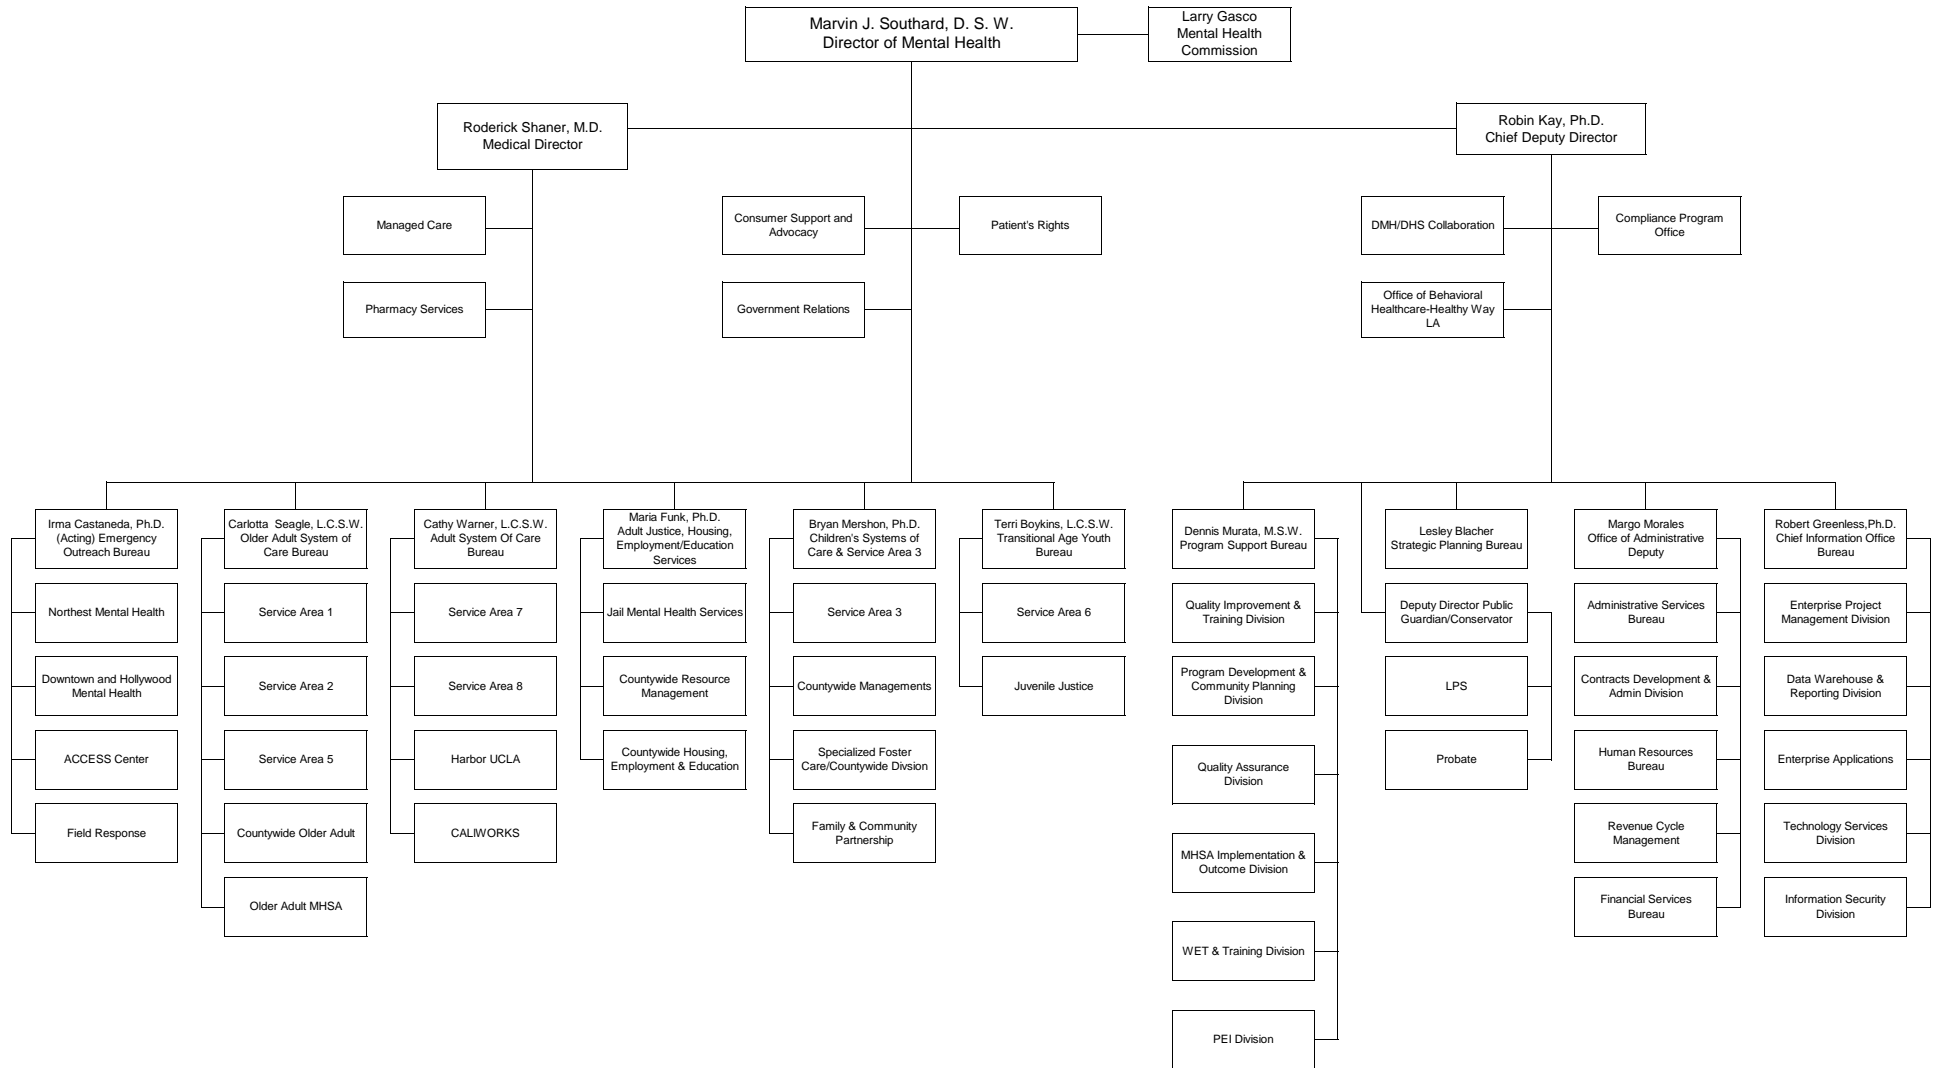 Marvin J. Southard, D. S. W.
Director of Mental Health
Larry Gasco
Mental Health
Commission
Roderick Shaner, M.D.
Medical Director
Robin Kay, Ph.D.
Chief Deputy Director
Managed Care
Consumer Support and
Advocacy
Patient's Rights
DMH/DHS Collaboration
Compliance Program
Office
Pharmacy Services
Government Relations
Office of Behavioral
Healthcare-Healthy Way
LA
Irma Castaneda, Ph.D.
(Acting) Emergency
Outreach Bureau
Northest Mental Health
Downtown and Hollywood
Mental Health
ACCESS Center
Field Response
Carlotta Seagle, L.C.S.W.
Older Adult System of
Care Bureau
Service Area 1
Service Area 2
Service Area 5
Countywide Older Adult
Older Adult MHSA
Cathy Warner, L.C.S.W.
Adult System Of Care
Bureau
Service Area 7
Service Area 8
Harbor UCLA
CALIWORKS
Maria Funk, Ph.D.
Adult Justice, Housing,
Employment/Education
Services
Jail Mental Health Services
Countywide Resource
Management
Countywide Housing,
Employment & Education
Bryan Mershon, Ph.D.
Children's Systems of
Care & Service Area 3
Service Area 3
Countywide Managements
Specialized Foster
Care/Countywide Divsion
Family & Community
Partnership
Terri Boykins, L.C.S.W.
Transitional Age Youth
Bureau
Service Area 6
Juvenile Justice
Dennis Murata, M.S.W.
Program Support Bureau
Quality Improvement &
Training Division
Program Development &
Community Planning
Division
Quality Assurance
Division
MHSA Implementation &
Outcome Division
WET & Training Division
PEI Division
Lesley Blacher
Strategic Planning Bureau
Deputy Director Public
Guardian/Conservator
LPS
Probate
Margo Morales
Office of Administrative
Deputy
Administrative Services
Bureau
Contracts Development &
Admin Division
Human Resources
Bureau
Revenue Cycle
Management
Financial Services
Bureau
Robert Greenless,Ph.D.
Chief Information Office
Bureau
Enterprise Project
Management Division
Data Warehouse &
Reporting Division
Enterprise Applications
Technology Services
Division
Information Security
Division